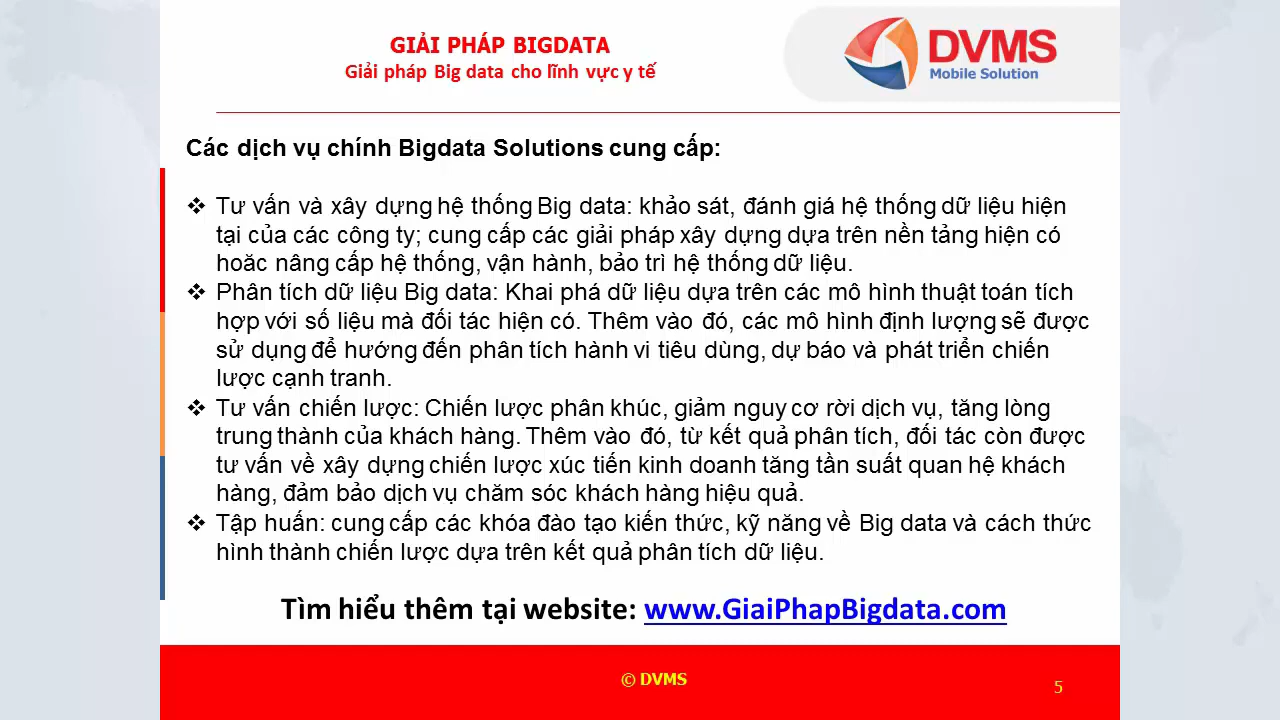 GIẢI PHÁP BIGDATA
Giải pháp Big data cho lĩnh vực y tế
DVMS
Mobile Solution
Các dịch vụ chính Bigdata Solutions cung cấp:
❖ Tư vấn và xây dựng hệ thống Big data: khảo sát, đánh giá hệ thống dữ liệu hiện
tại của các công ty; cung cấp các giải pháp xây dựng dựa trên nền tảng hiện có
hoăc nâng cấp hệ thống, vận hành, bảo trì hệ thống dữ liệu.
❖ Phân tích dữ liệu Big data: Khai phá dữ liệu dựa trên các mô hình thuật toán tích
hợp với số liệu mà đối tác hiện có. Thêm vào đó, các mô hình định lượng sẽ được
sử dụng để hướng đến phân tích hành vi tiêu dùng, dự báo và phát triển chiến
lược cạnh tranh.
❖ Tư vấn chiến lược: Chiến lược phân khúc, giảm nguy cơ rời dịch vụ, tăng lòng
trung thành của khách hàng. Thêm vào đó, từ kết quả phân tích, đối tác còn được
tư vấn về xây dựng chiến lược xúc tiến kinh doanh tăng tần suất quan hệ khách
hàng, đảm bảo dịch vụ chăm sóc khách hàng hiệu quả.
❖ Tập huấn: cung cấp các khóa đào tạo kiến thức, kỹ năng về Big data và cách thức
hình thành chiến lược dựa trên kết quả phân tích dữ liệu.
Tìm hiểu thêm tại website: www.GiaiPhapBigdata.com
© DVMS
5